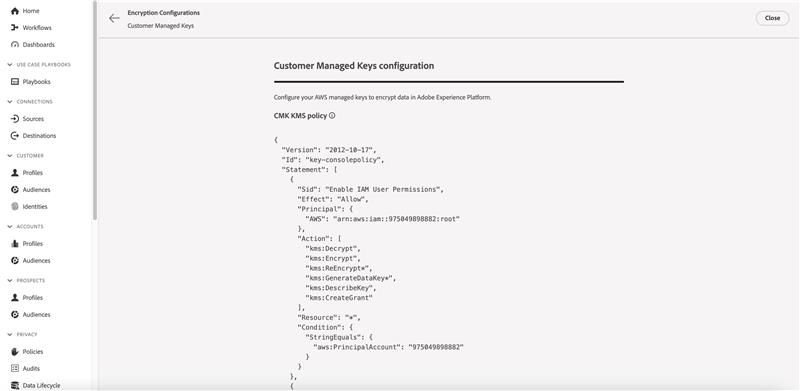 Home
Workflows
Dashboards
USE CASE PLAYBOOKS
Playbooks
CONNECTIONS
Sources
Destinations
CUSTOMER
Profiles
Audiences
Identities
ACCOUNTS
Profiles
Audiences
PROSPECTS
Profiles
Audiences
PRIVACY
Policies
Audits
Data Lifecycle
Encryption Configurations
Customer Managed Keys
Close
Customer Managed Keys configuration
Configure your AWS managed keys to encrypt data in Adobe Experience Platform.
CMK KMS policy
{
  "Version": "2012-10-17",
  "Id": "key-consolepolicy",
  "Statement": [
    {
      "Sid": "Enable IAM User Permissions",
      "Effect": "Allow",
      "Principal": {
        "AWS": "arn:aws:iam::975049898882:root"
      },
      "Action": [
        "kms:Decrypt",
        "kms:Encrypt",
        "kms:ReEncrypt*",
        "kms:GenerateDataKey*",
        "kms:DescribeKey",
        "kms:CreateGrant"
      ],
      "Resource": "*",
      "Condition": {
        "StringEquals": {
          "aws:PrincipalAccount": "975049898882"
        }
      }
    },
    {